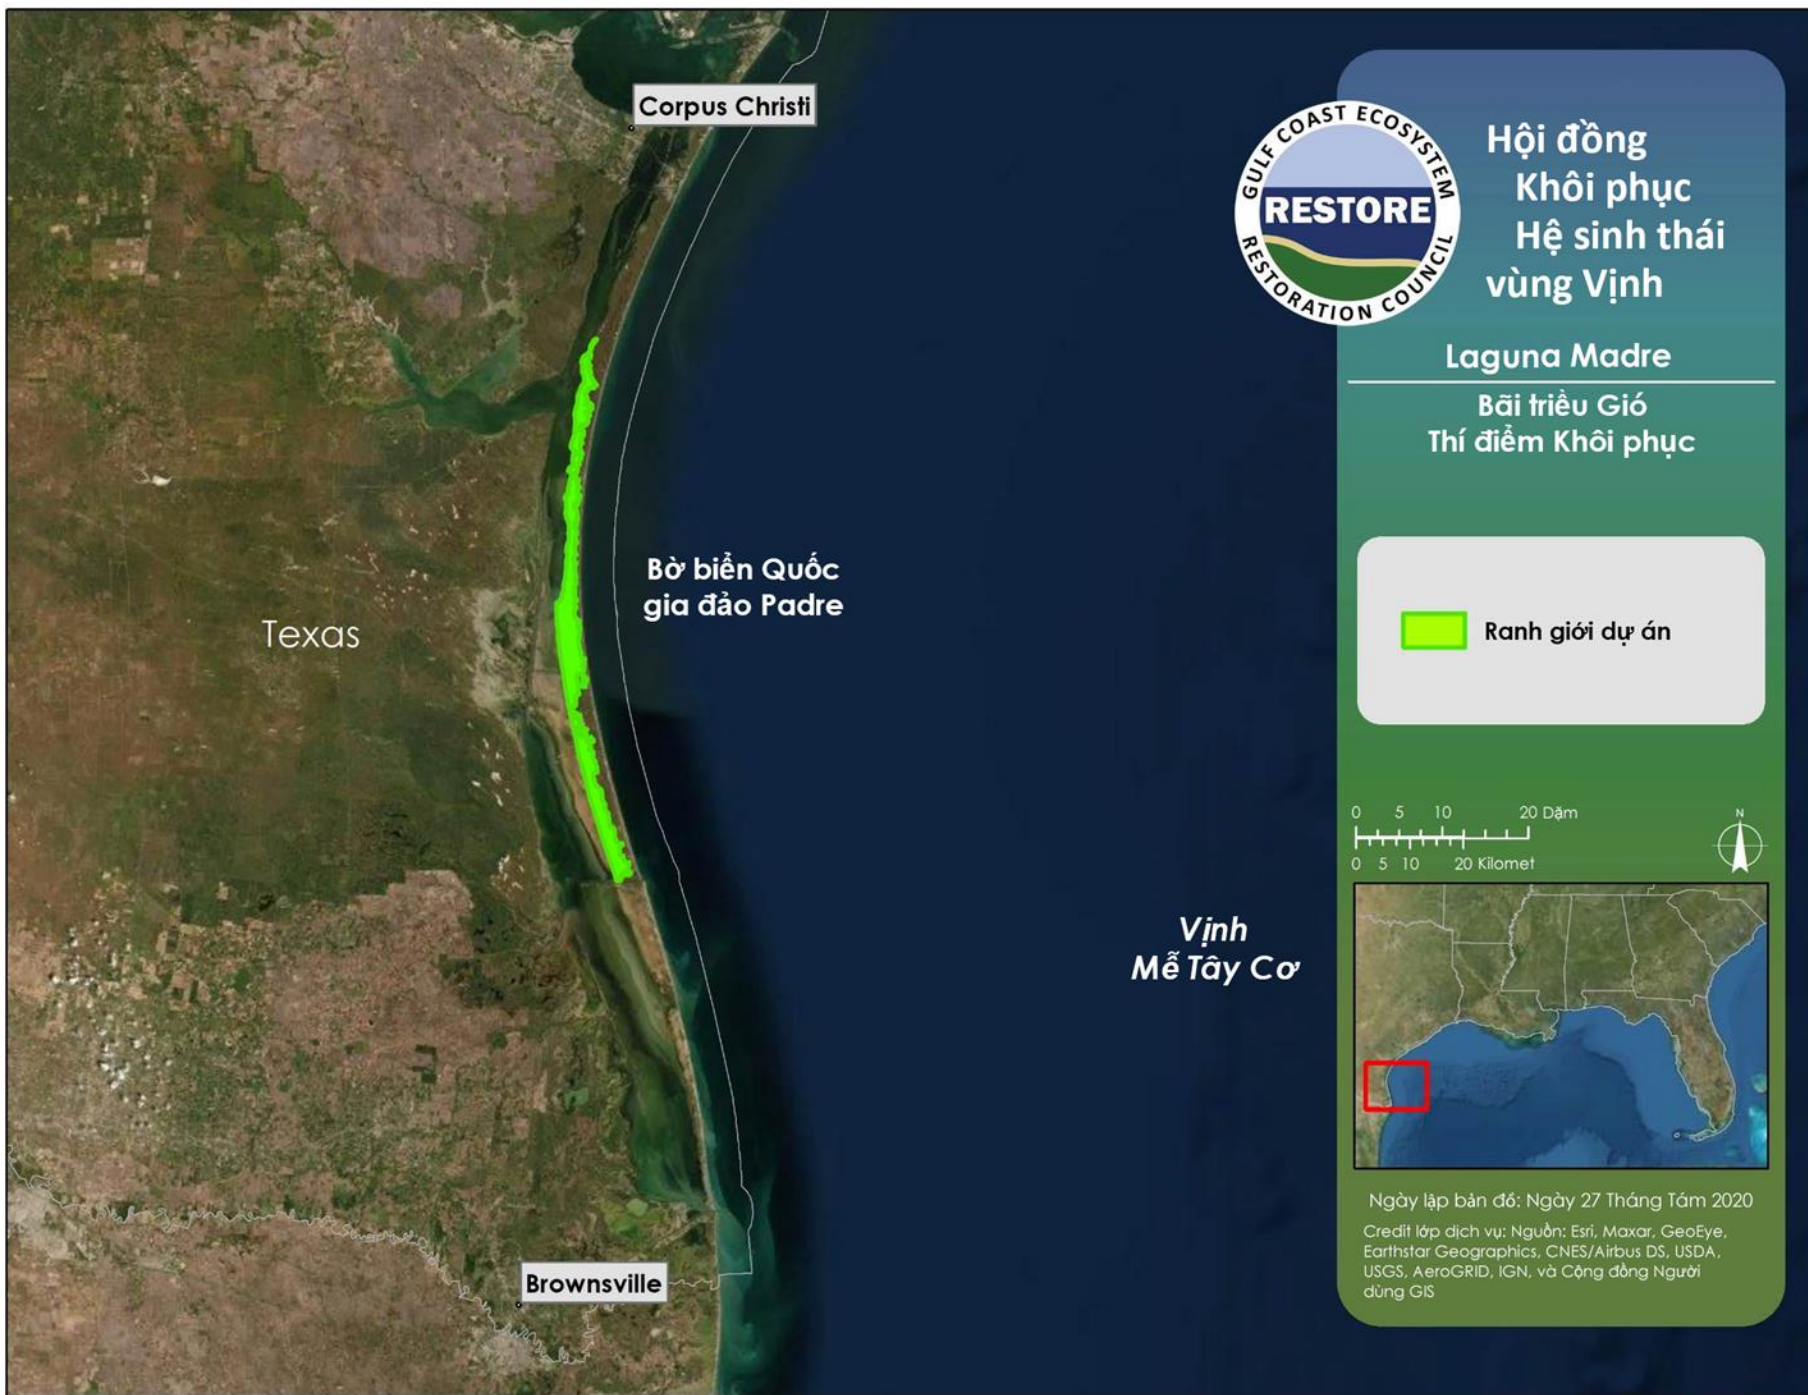 Corpus Christi
Texas
Bờ biển Quốc
gia đảo Padre
Vịnh
Mễ Tây Cơ
Brownsville
GULF COAST ECOSYSTEM
RESTORE
RESTORATION COUNCIL
Hội đồng
Khôi phục
Hệ sinh thái
vùng Vịnh
Laguna Madre
Bãi triều Gió
Thí điểm Khôi phục
Ranh giới dự án
0 5 10 20 Dặm
0 5 10 20 Kilomet
N
Ngày lập bản đồ: Ngày 27 Tháng Tám 2020
Credit lớp dịch vụ: Nguồn: Esri, Maxar, GeoEye,
Earthstar Geographics, CNES/Airbus DS, USDA,
USGS, AeroGRID, IGN, và Cộng đồng Người
dùng GIS